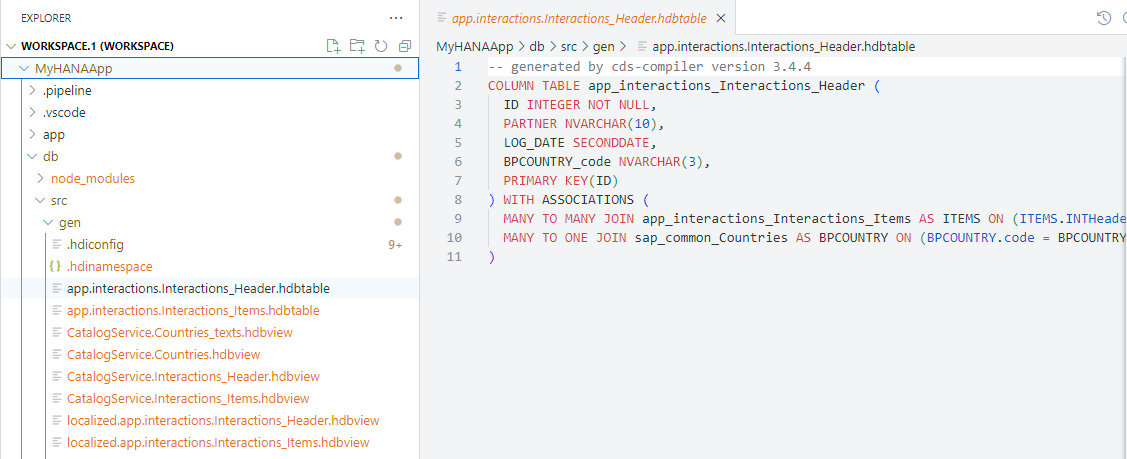 EXPLORER
WORKSPACE.1 (WORKSPACE)
MyHANAApp
.pipeline
.vscode
app
db
node_modules
src
gen
.hdiconfig 9+
{} .hdinamespace
app.interactions.Interactions_Header.hdbtable
app.interactions.Interactions_Items.hdbtable
CatalogService.Countries_texts.hdbview
CatalogService.Countries.hdbview
CatalogService.Interactions_Header.hdbview
CatalogService.Interactions_Items.hdbview
localized.app.interactions.Interactions_Header.hdbview
localized.app.interactions.Interactions_Items.hdbview
app.interactions.Interactions_Header.hdbtable
MyHANAApp > db > src > gen > app.interactions.Interactions_Header.hdbtable
1 -- generated by cds-compiler version 3.4.4
2 COLUMN TABLE app_interactions_Interactions_Header (
3 ID INTEGER NOT NULL,
4 PARTNER NVARCHAR(10),
5 LOG_DATE SECONDDATE,
6 BPCOUNTRY_code NVARCHAR(3),
7 PRIMARY KEY(ID)
8 ) WITH ASSOCIATIONS (
9 MANY TO MANY JOIN app_interactions_Interactions_Items AS ITEMS ON (ITEMS.INTHeade
10 MANY TO ONE JOIN sap_common_Countries AS BPCOUNTRY ON (BPCOUNTRY.code = BPCOUNTRY
11 )